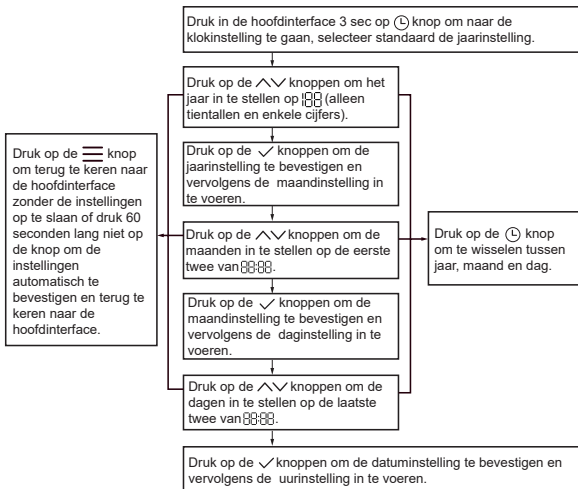 Druk in de hoofdinterface 3 sec op knop om naar de
klokinstelling te gaan, selecteer standaard de jaarinstelling.
Druk op de knoppen om het
jaar in te stellen op 188 (alleen
tientallen en enkele cijfers).
Druk op de knoppen om de
jaarinstelling te bevestigen en
vervolgens de maandinstelling in
te voeren.
Druk op de knop
om terug te keren naar
de hoofdinterface
zonder de instellingen
op te slaan of druk 60
seconden lang niet op
de knop om de
instellingen
automatisch te
bevestigen en terug te
keren naar de
hoofdinterface.
Druk op de knoppen om de
maanden in te stellen op de eerste
twee van 88:88.
Druk op de knop
om te wisselen tussen
jaar, maand en dag.
Druk op de knoppen om de
maandinstelling te bevestigen en
vervolgens de daginstelling in te
voeren.
Druk op de knoppen om de
dagen in te stellen op de laatste
twee van 88:88.
Druk op de knoppen om de datuminstelling te bevestigen en
vervolgens de uurinstelling in te voeren.